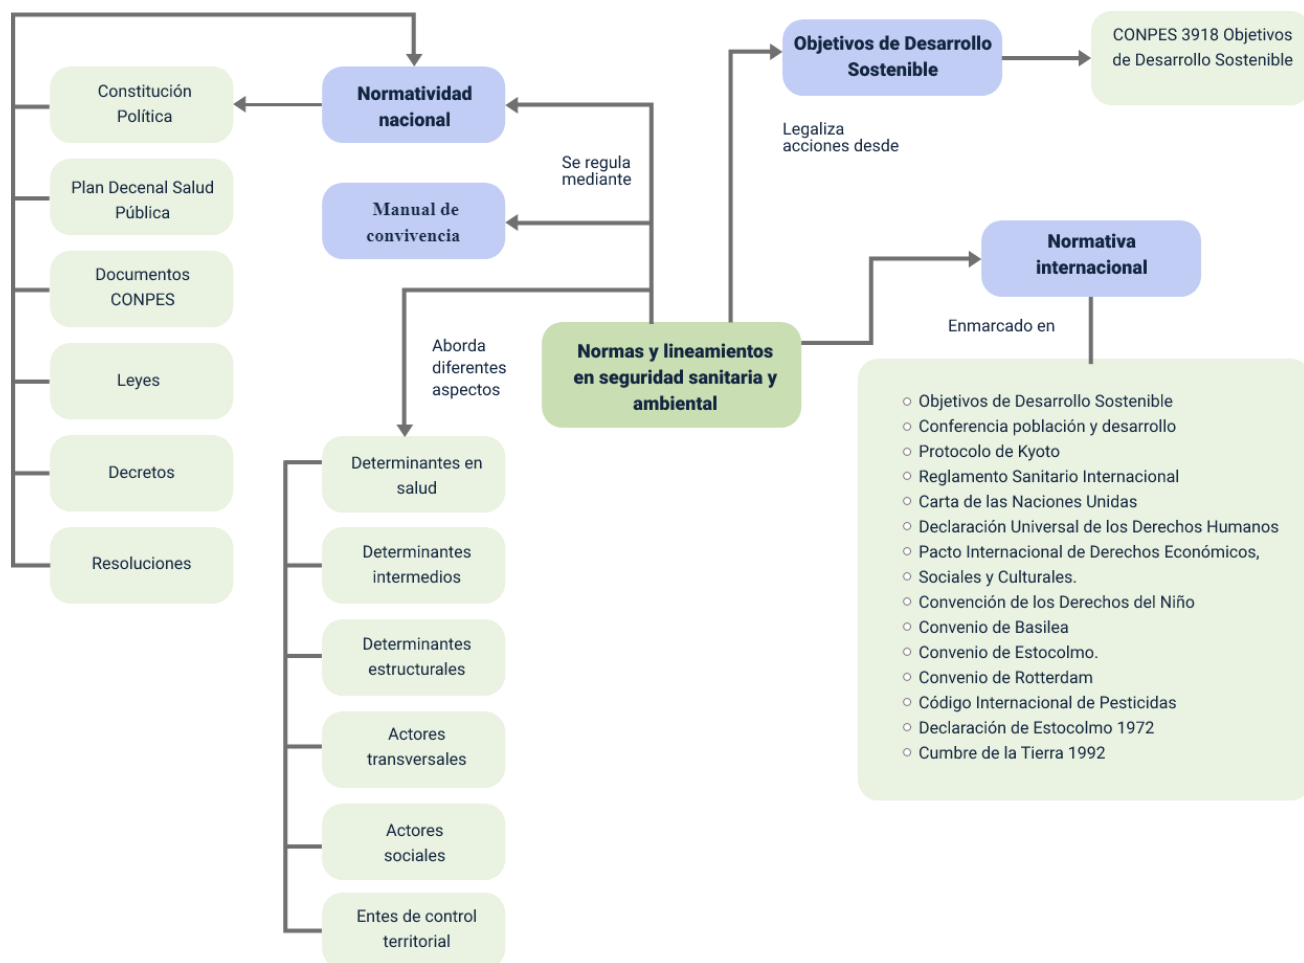 Objetivos de Desarrollo
Sostenible
CONPES 3918 Objetivos
de Desarrollo Sostenible
Legaliza
acciones desde
Normatividad
nacional
Constitución
Política
Se regula
mediante
Plan Decenal Salud
Pública
Manual de
convivencia
Documentos
CONPES
Leyes
Decretos
Resoluciones
Normativa
internacional
Enmarcado en
Normas y lineamientos
en seguridad sanitaria y
ambiental
Aborda
diferentes
aspectos
Determinantes en
salud
Determinantes
intermedios
Determinantes
estructurales
Actores
transversales
Actores
sociales
Entes de control
territorial
Objetivos de Desarrollo Sostenible
Conferencia población y desarrollo
Protocolo de Kyoto
Reglamento Sanitario Internacional
Carta de las Naciones Unidas
Declaración Universal de los Derechos Humanos
Pacto Internacional de Derechos Económicos,
Sociales y Culturales.
Convención de los Derechos del Niño
Convenio de Basilea
Convenio de Estocolmo.
Convenio de Rotterdam
Código Internacional de Pesticidas
Declaración de Estocolmo 1972
Cumbre de la Tierra 1992